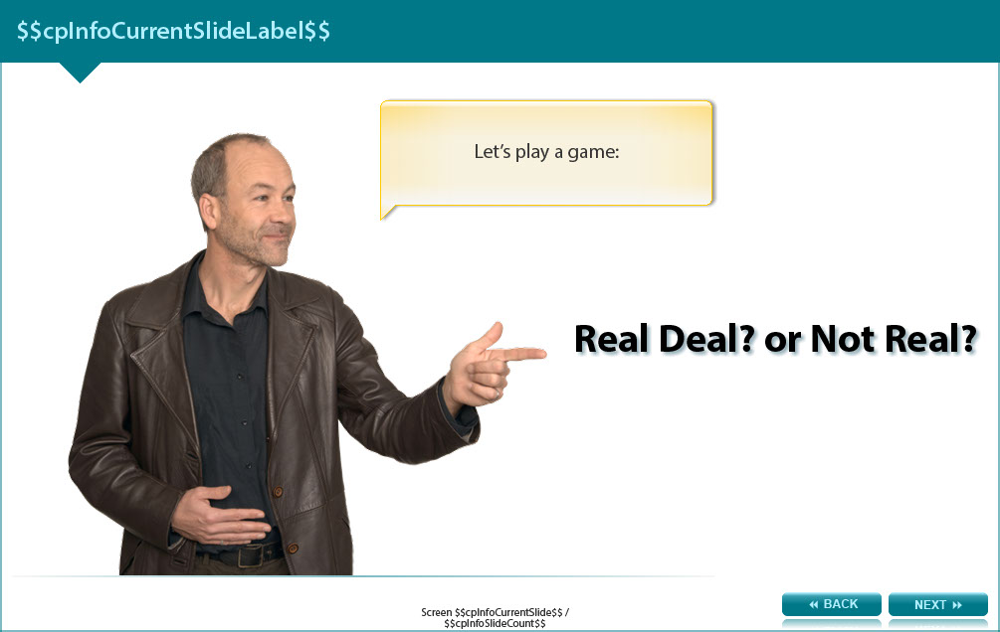 $$cpInfoCurrentSlideLabel$$
Let's play a game:
Real Deal? or Not Real?
Screen $$cpInfoCurrentSlide$$ /
$$cpInfoSlideCount$$
BACK
NEXT